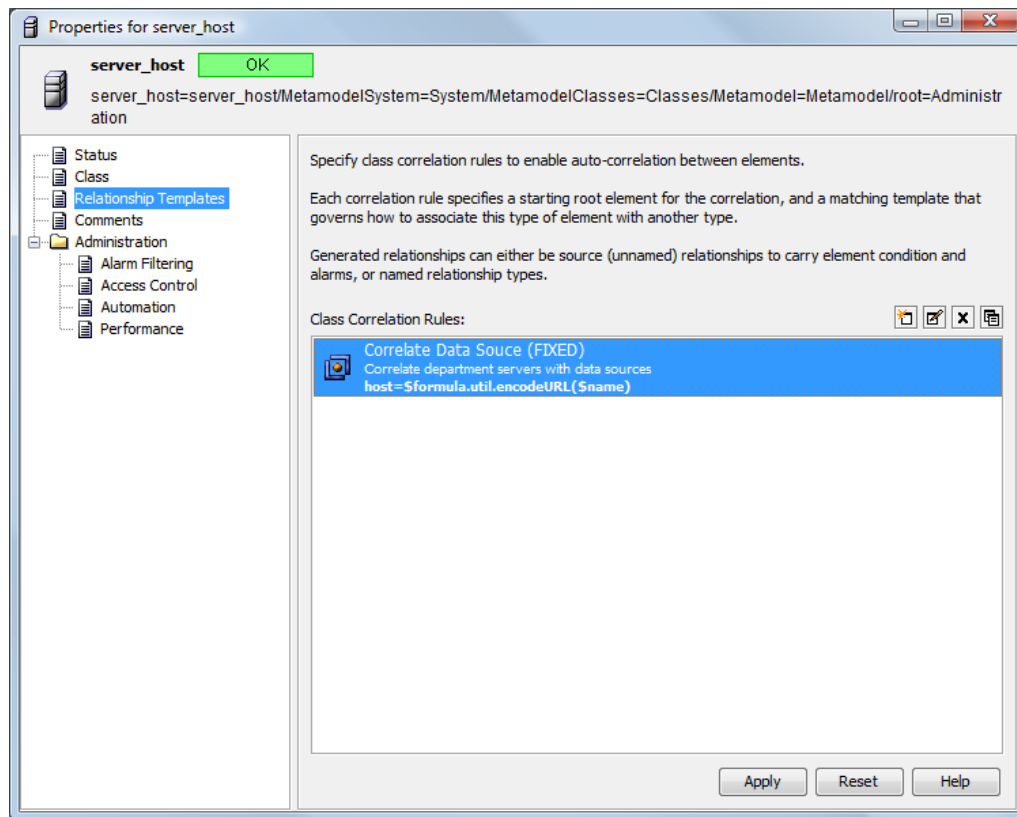 Properties for server_host
server_host OK
server_host=server_host/MetamodelSystem=System/MetamodelClasses=Classes/Metamodel=Metamodel/root=Administr
ation
Status
Class
Relationship Templates
Comments
Administration
Alarm Filtering
Access Control
Automation
Performance
Specify class correlation rules to enable auto-correlation between elements.
Each correlation rule specifies a starting root element for the correlation, and a matching template that
governs how to associate this type of element with another type.
Generated relationships can either be source (unnamed) relationships to carry element condition and
alarms, or named relationship types.
Class Correlation Rules:
Correlate Data Souce (FIXED)
Correlate department servers with data sources
host=$formula.util.encodeURL($name)
Apply Reset Help